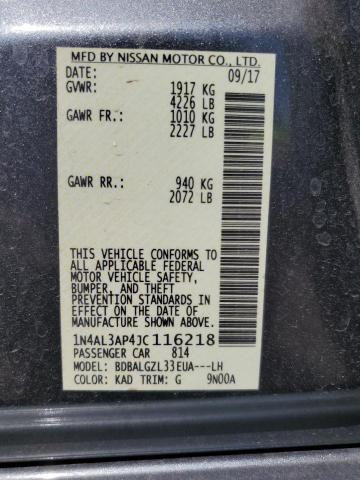 MFD BY NISSAN MOTOR CO., LTD.
DATE: 09/17
GVWR: 1917 KG
4226 LB
GAWR FR.: 1010 KG
2227 LB
GAWR RR.: 940 KG
2072 LB
THIS VEHICLE CONFORMS TO
ALL APPLICABLE FEDERAL
MOTOR VEHICLE SAFETY,
BUMPER, AND THEFT
PREVENTION STANDARDS IN
EFFECT ON THE DATE OF
MANUFACTURE SHOWN ABOVE.
1N4AL3AP4JC116218
PASSENGER CAR 814
MODEL: BDBALGZL33EUA---LH
COLOR: KAD TRIM: G 9N00A